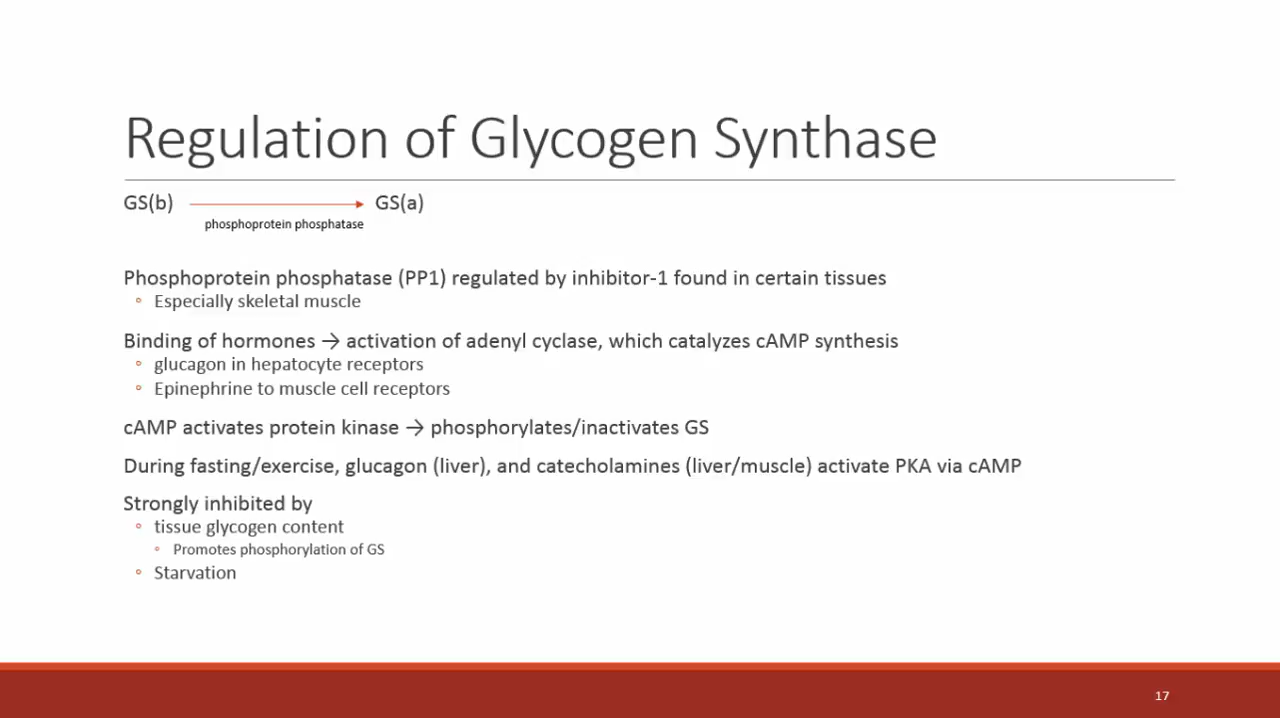 Regulation of Glycogen Synthase
GS(b) → GS(a)
phosphoprotein phosphatase
Phosphoprotein phosphatase (PP1) regulated by inhibitor-1 found in certain tissues
◦ Especially skeletal muscle
Binding of hormones → activation of adenyl cyclase, which catalyzes cAMP synthesis
◦ glucagon in hepatocyte receptors
◦ Epinephrine to muscle cell receptors
cAMP activates protein kinase → phosphorylates/inactivates GS
During fasting/exercise, glucagon (liver), and catecholamines (liver/muscle) activate PKA via cAMP
Strongly inhibited by
◦ tissue glycogen content
◦ Promotes phosphorylation of GS
◦ Starvation
17